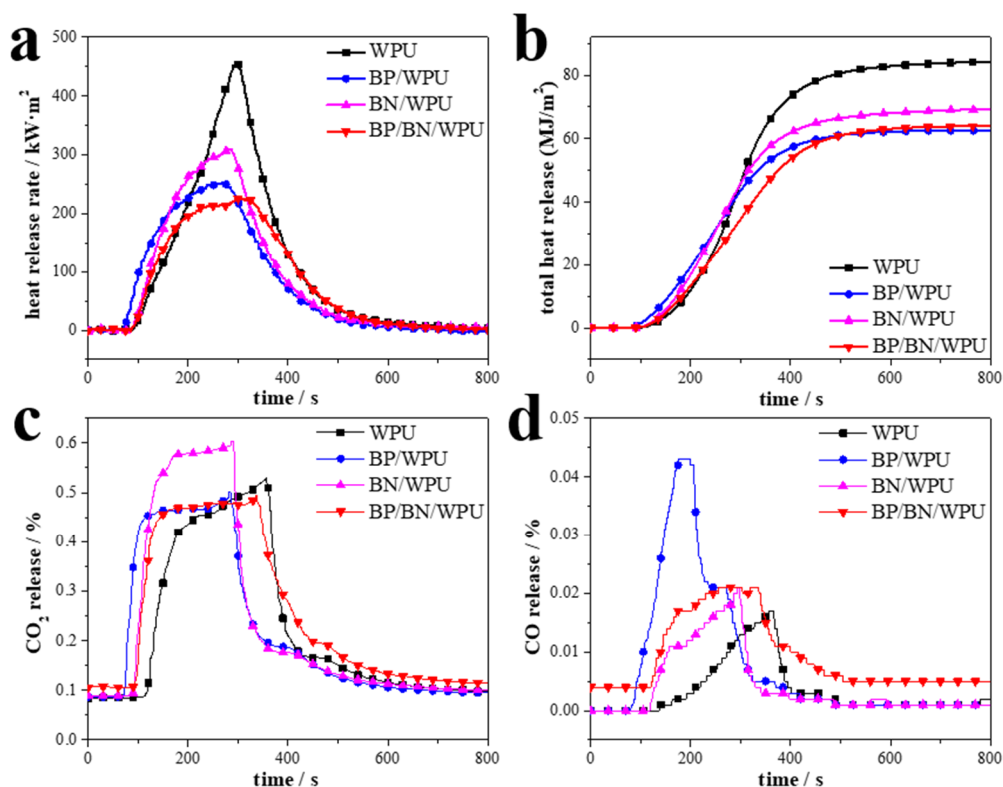 a
500
400
300
200
100
0
heat release rate / kW·m²
WPU
BP/WPU
BN/WPU
BP/BN/WPU
0 200 400 600 800
time / s
b
80
60
40
20
0
total heat release (MJ/m²)
WPU
BP/WPU
BN/WPU
BP/BN/WPU
0 200 400 600 800
time / s
c
0.6
0.5
0.4
0.3
0.2
0.1
0.0
CO₂ release / %
WPU
BP/WPU
BN/WPU
BP/BN/WPU
0 200 400 600 800
time / s
d
0.05
0.04
0.03
0.02
0.01
0.00
CO release / %
WPU
BP/WPU
BN/WPU
BP/BN/WPU
0 200 400 600 800
time / s